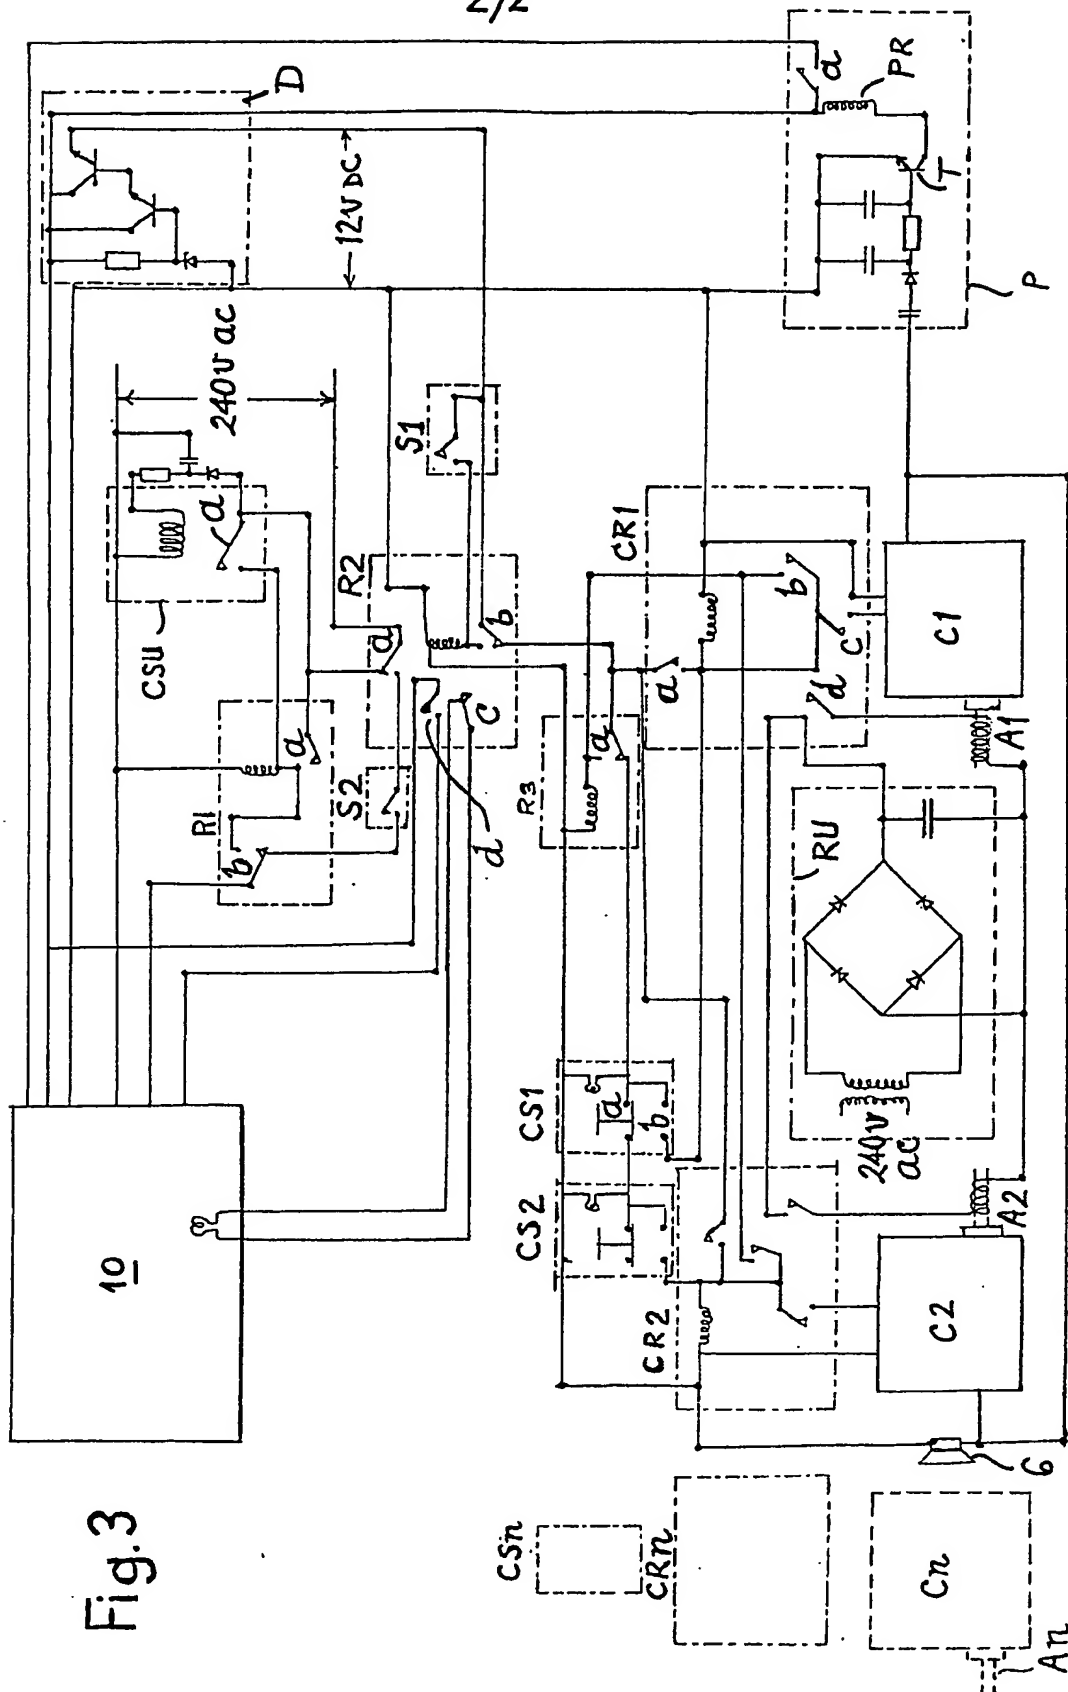 2/2
Fig.3
10
D
12V DC
240V ac
CSU
a
R1
a
b
S2
R2
a
b
c
d
S1
R3
a
CR1
a
b
c
d
CS1
a
b
CS2
CR2
CSn
CRn
Cn
An
C2
A2
240V
ac
RU
A1
C1
6
P
T
PR
a